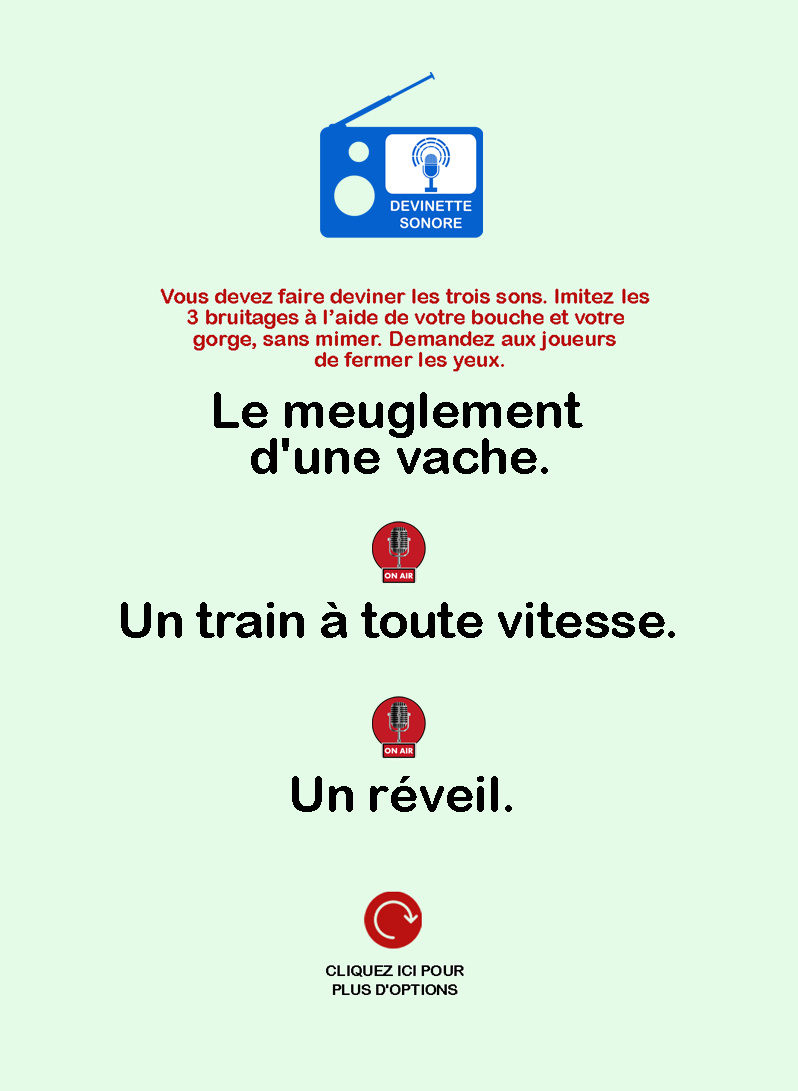 DEVINETTE
SONORE
Vous devez faire deviner les trois sons. Imitez les
3 bruitages à l’aide de votre bouche et votre
gorge, sans mimer. Demandez aux joueurs
de fermer les yeux.
Le meuglement
d'une vache.
ON AIR
Un train à toute vitesse.
ON AIR
Un réveil.
CLIQUEZ ICI POUR
PLUS D'OPTIONS